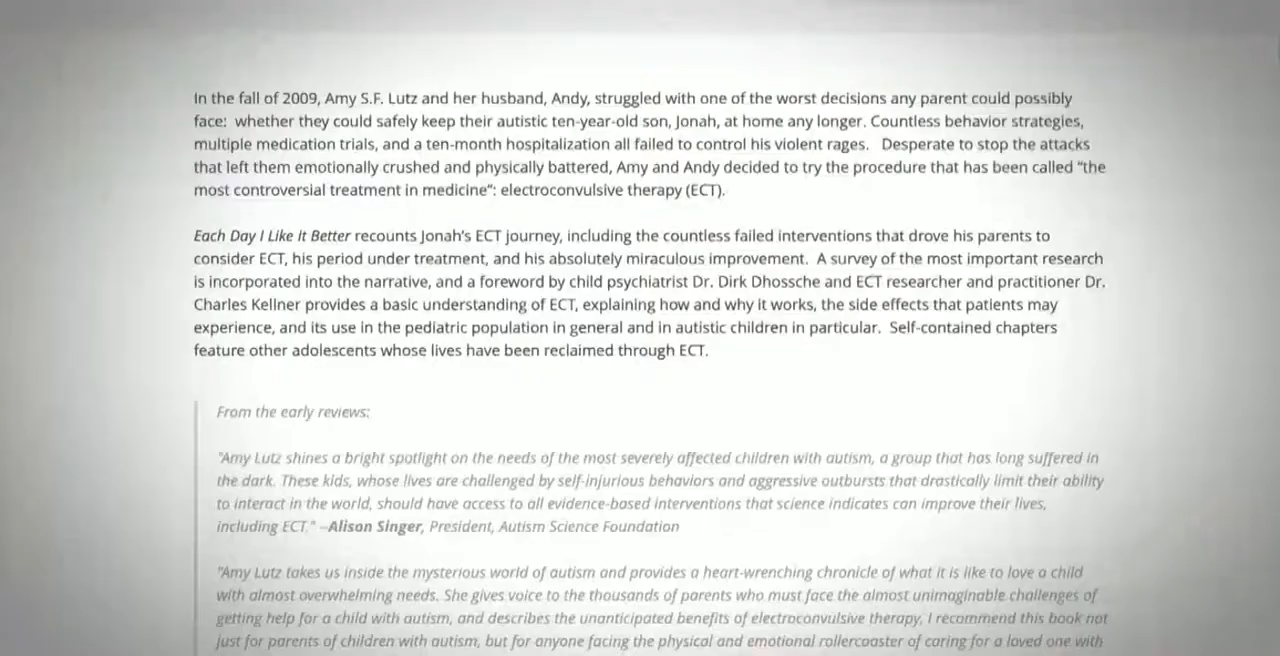 In the fall of 2009, Amy S.F. Lutz and her husband, Andy, struggled with one of the worst decisions any parent could possibly
face:  whether they could safely keep their autistic ten-year-old son, Jonah, at home any longer. Countless behavior strategies,
multiple medication trials, and a ten-month hospitalization all failed to control his violent rages.   Desperate to stop the attacks
that left them emotionally crushed and physically battered, Amy and Andy decided to try the procedure that has been called “the
most controversial treatment in medicine”: electroconvulsive therapy (ECT).
Each Day I Like It Better recounts Jonah’s ECT journey, including the countless failed interventions that drove his parents to
consider ECT, his period under treatment, and his absolutely miraculous improvement.  A survey of the most important research
is incorporated into the narrative, and a foreword by child psychiatrist Dr. Dirk Dhossche and ECT researcher and practitioner Dr.
Charles Kellner provides a basic understanding of ECT, explaining how and why it works, the side effects that patients may
experience, and its use in the pediatric population in general and in autistic children in particular.  Self-contained chapters
feature other adolescents whose lives have been reclaimed through ECT.
From the early reviews:
"Amy Lutz shines a bright spotlight on the needs of the most severely affected children with autism, a group that has long suffered in
the dark. These kids, whose lives are challenged by self-injurious behaviors and aggressive outbursts that drastically limit their ability
to interact in the world, should have access to all evidence-based interventions that science indicates can improve their lives,
including ECT." –Alison Singer, President, Autism Science Foundation
"Amy Lutz takes us inside the mysterious world of autism and provides a heart-wrenching chronicle of what it is like to love a child
with almost overwhelming needs. She gives voice to the thousands of parents who must face the almost unimaginable challenges of
getting help for a child with autism, and describes the unanticipated benefits of electroconvulsive therapy. I recommend this book not
just for parents of children with autism, but for anyone facing the physical and emotional rollercoaster of caring for a loved one with